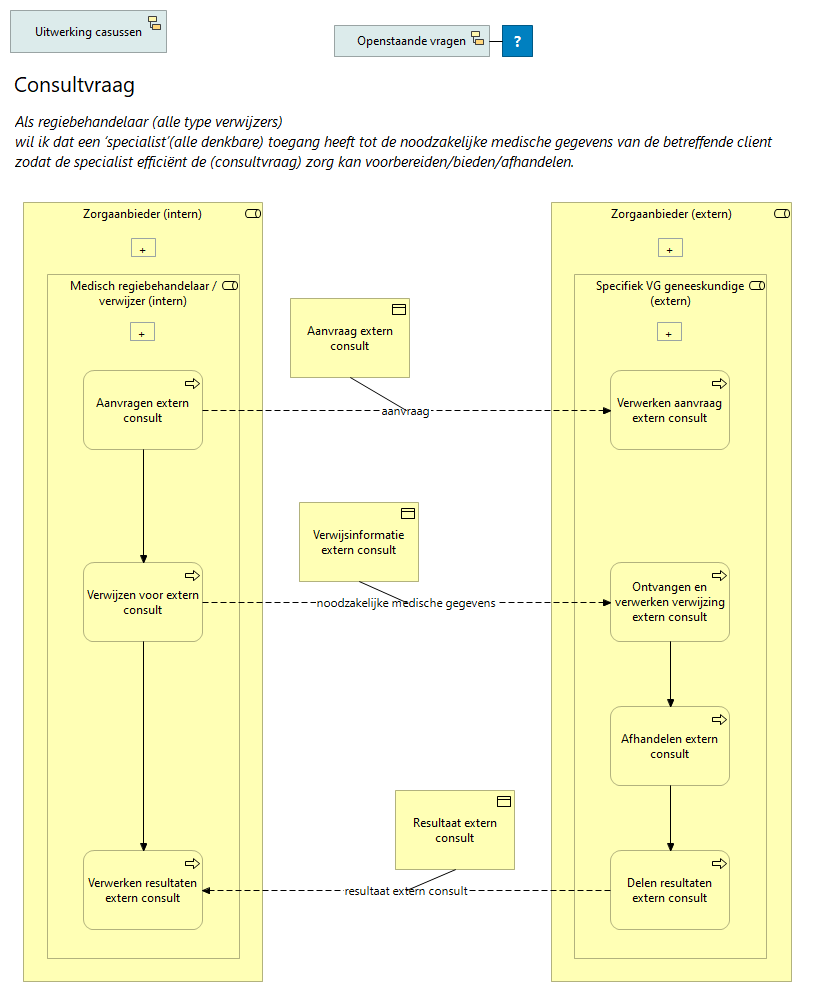 Uitwerking casussen
Openstaande vragen
?
Consultvraag
Als regiebehandelaar (alle type verwijzers)
wil ik dat een ‘specialist’(alle denkbare) toegang heeft tot de noodzakelijke medische gegevens van de betreffende client
zodat de specialist efficiënt de (consultvraag) zorg kan voorbereiden/bieden/afhandelen.
Zorgaanbieder (intern)
+
Zorgaanbieder (extern)
+
Medisch regiebehandelaar /
verwijzer (intern)
+
Specifiek VG geneeskundige
(extern)
+
Aanvraag extern
consult
Aanvragen extern
consult
aanvraag
Verwerken aanvraag
extern consult
Verwijsinformatie
extern consult
Verwijzen voor extern
consult
noodzakelijke medische gegevens
Ontvangen en
verwerken verwijzing
extern consult
Afhandelen extern
consult
Resultaat extern
consult
Verwerken resultaten
extern consult
resultaat extern consult
Delen resultaten
extern consult